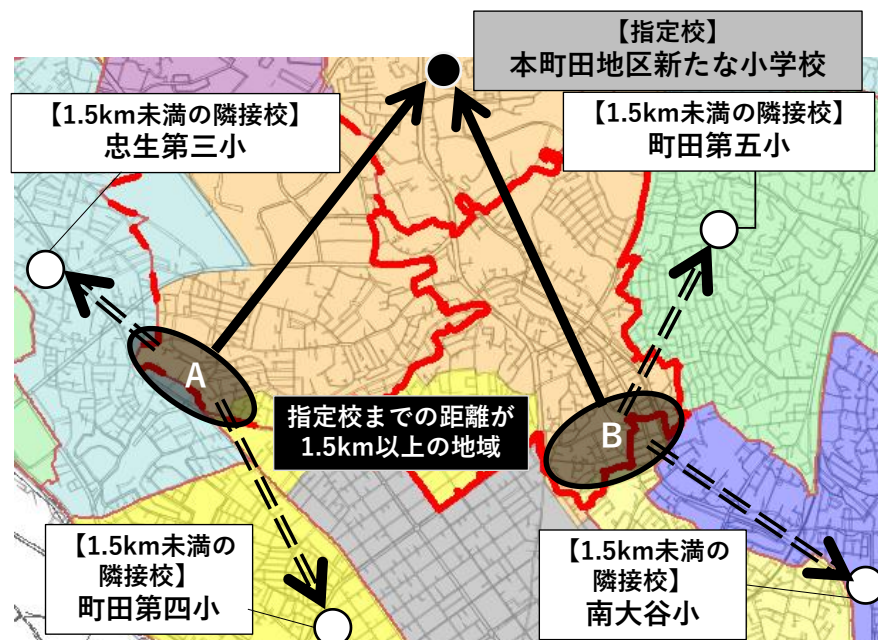 【指定校】
本町田地区新たな小学校
【1.5km未満の隣接校】
忠生第三小
【1.5km未満の隣接校】
町田第五小
A
指定校までの距離が
1.5km以上の地域
B
【1.5km未満の
隣接校】
町田第四小
【1.5km未満の
隣接校】
南大谷小